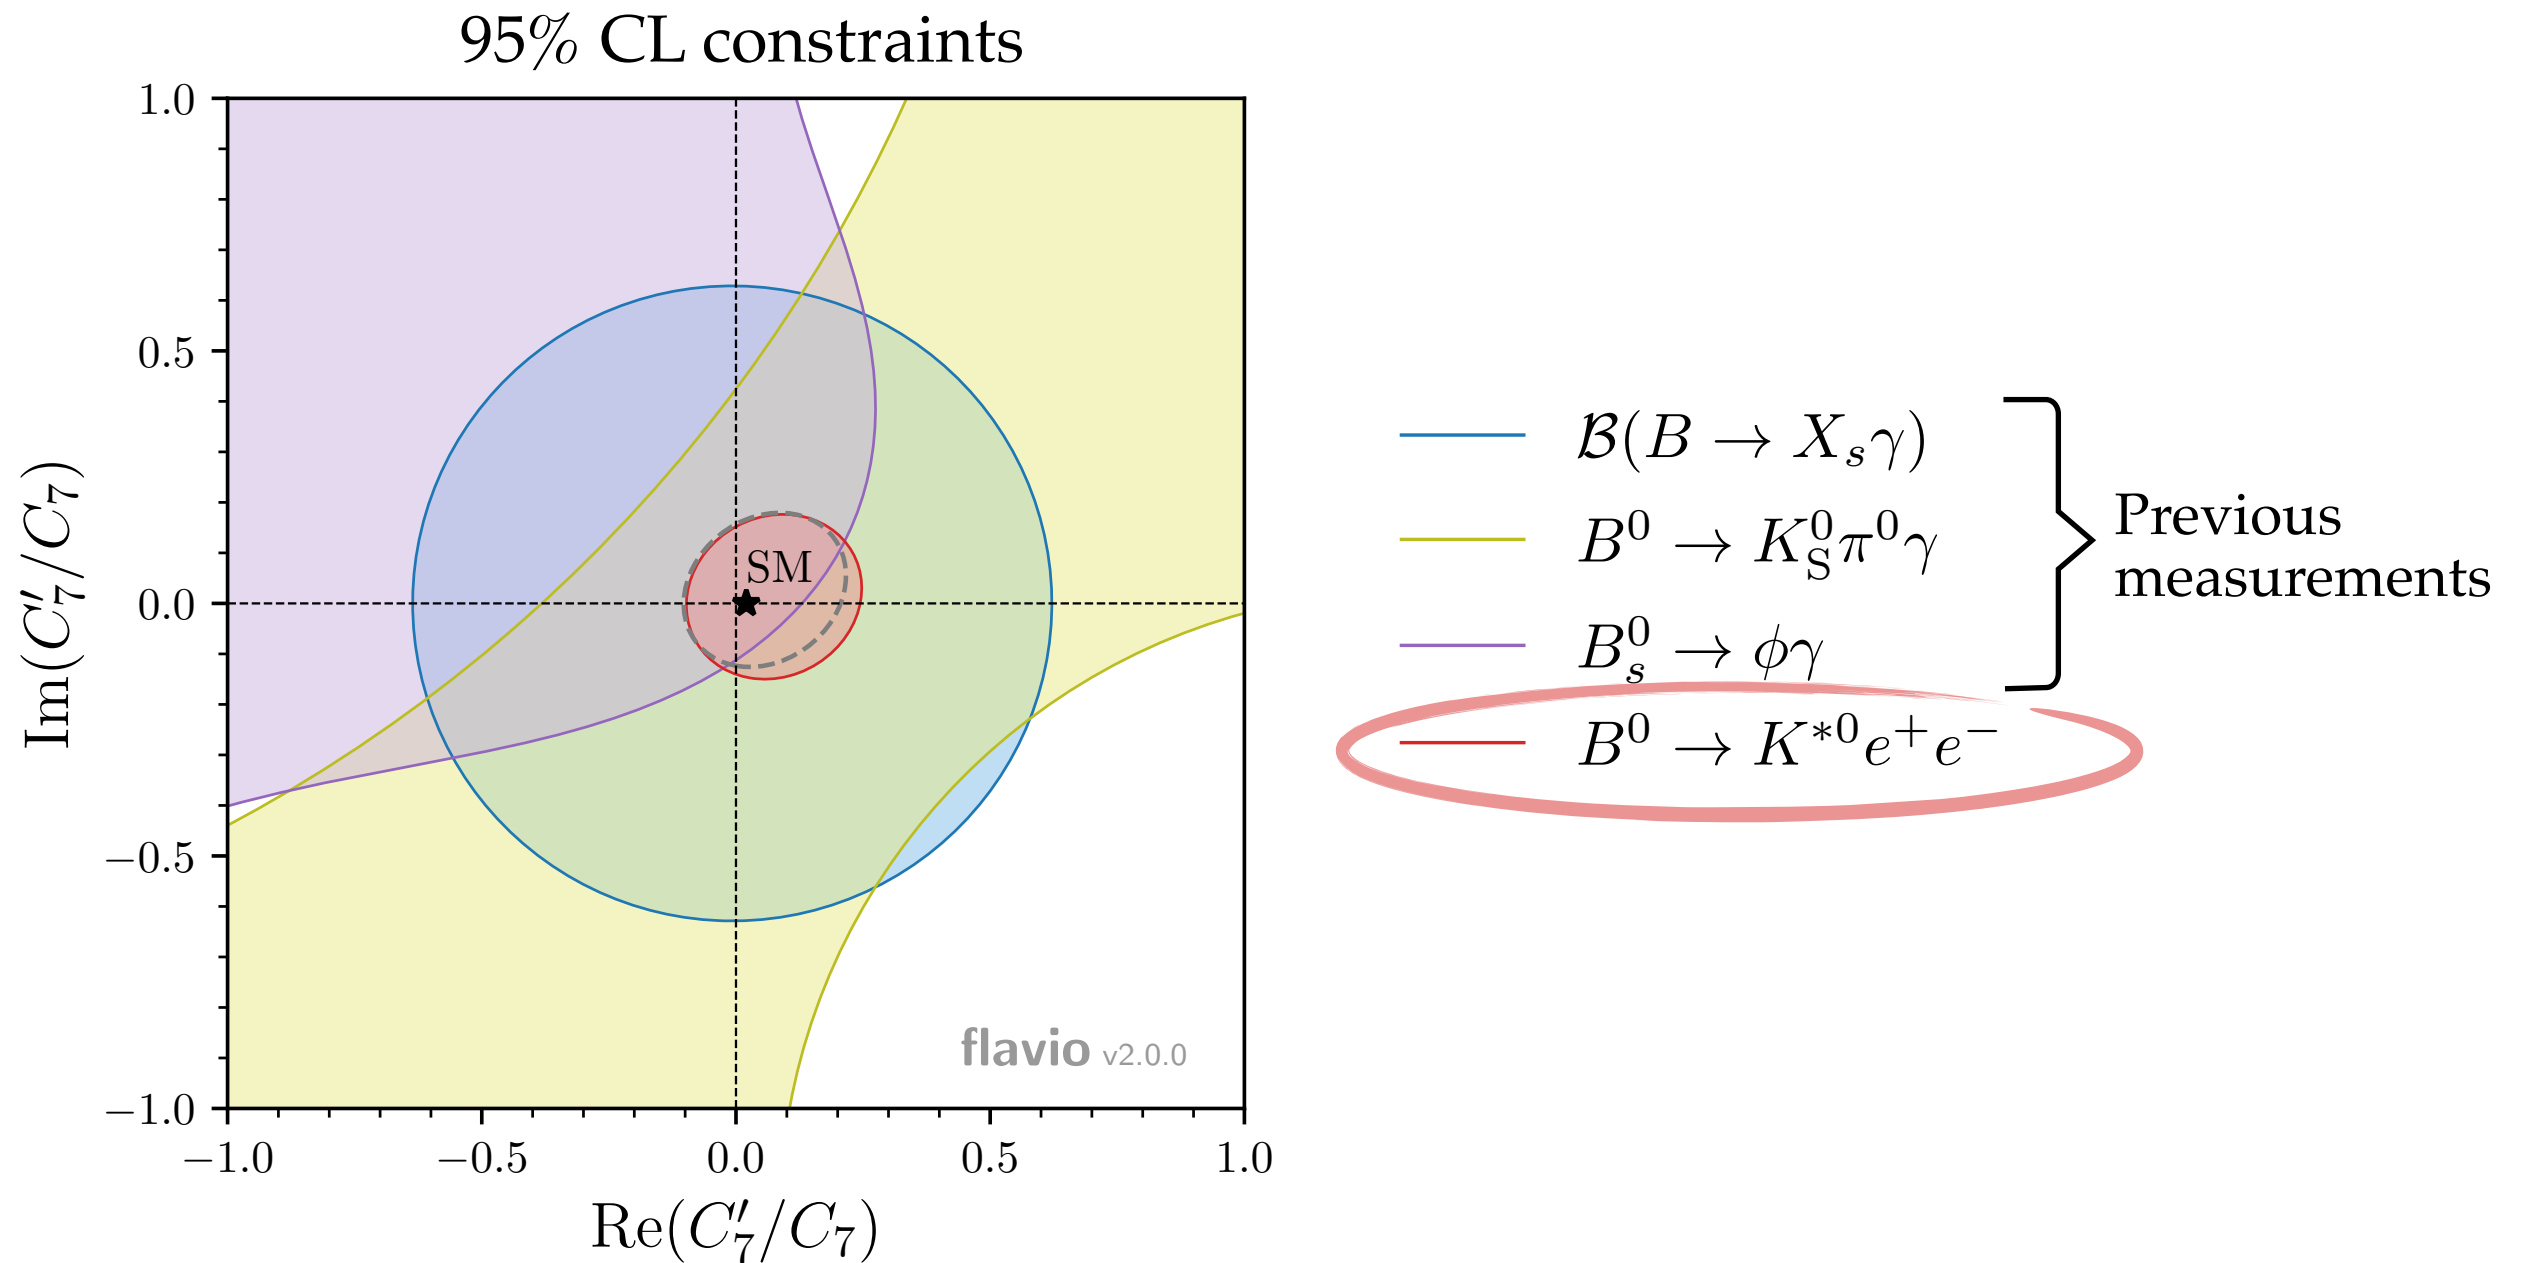 95% CL constraints
1.0
0.5
0.0
−0.5
−1.0
Im(C′₇/C₇)
SM
flavio v2.0.0
−1.0 −0.5 0.0 0.5 1.0
Re(C′₇/C₇)
ℬ(B → Xₛγ)
B⁰ → K⁰_S π⁰γ
B⁰ₛ → ϕγ
B⁰ → K*⁰e⁺e⁻
Previous
measurements